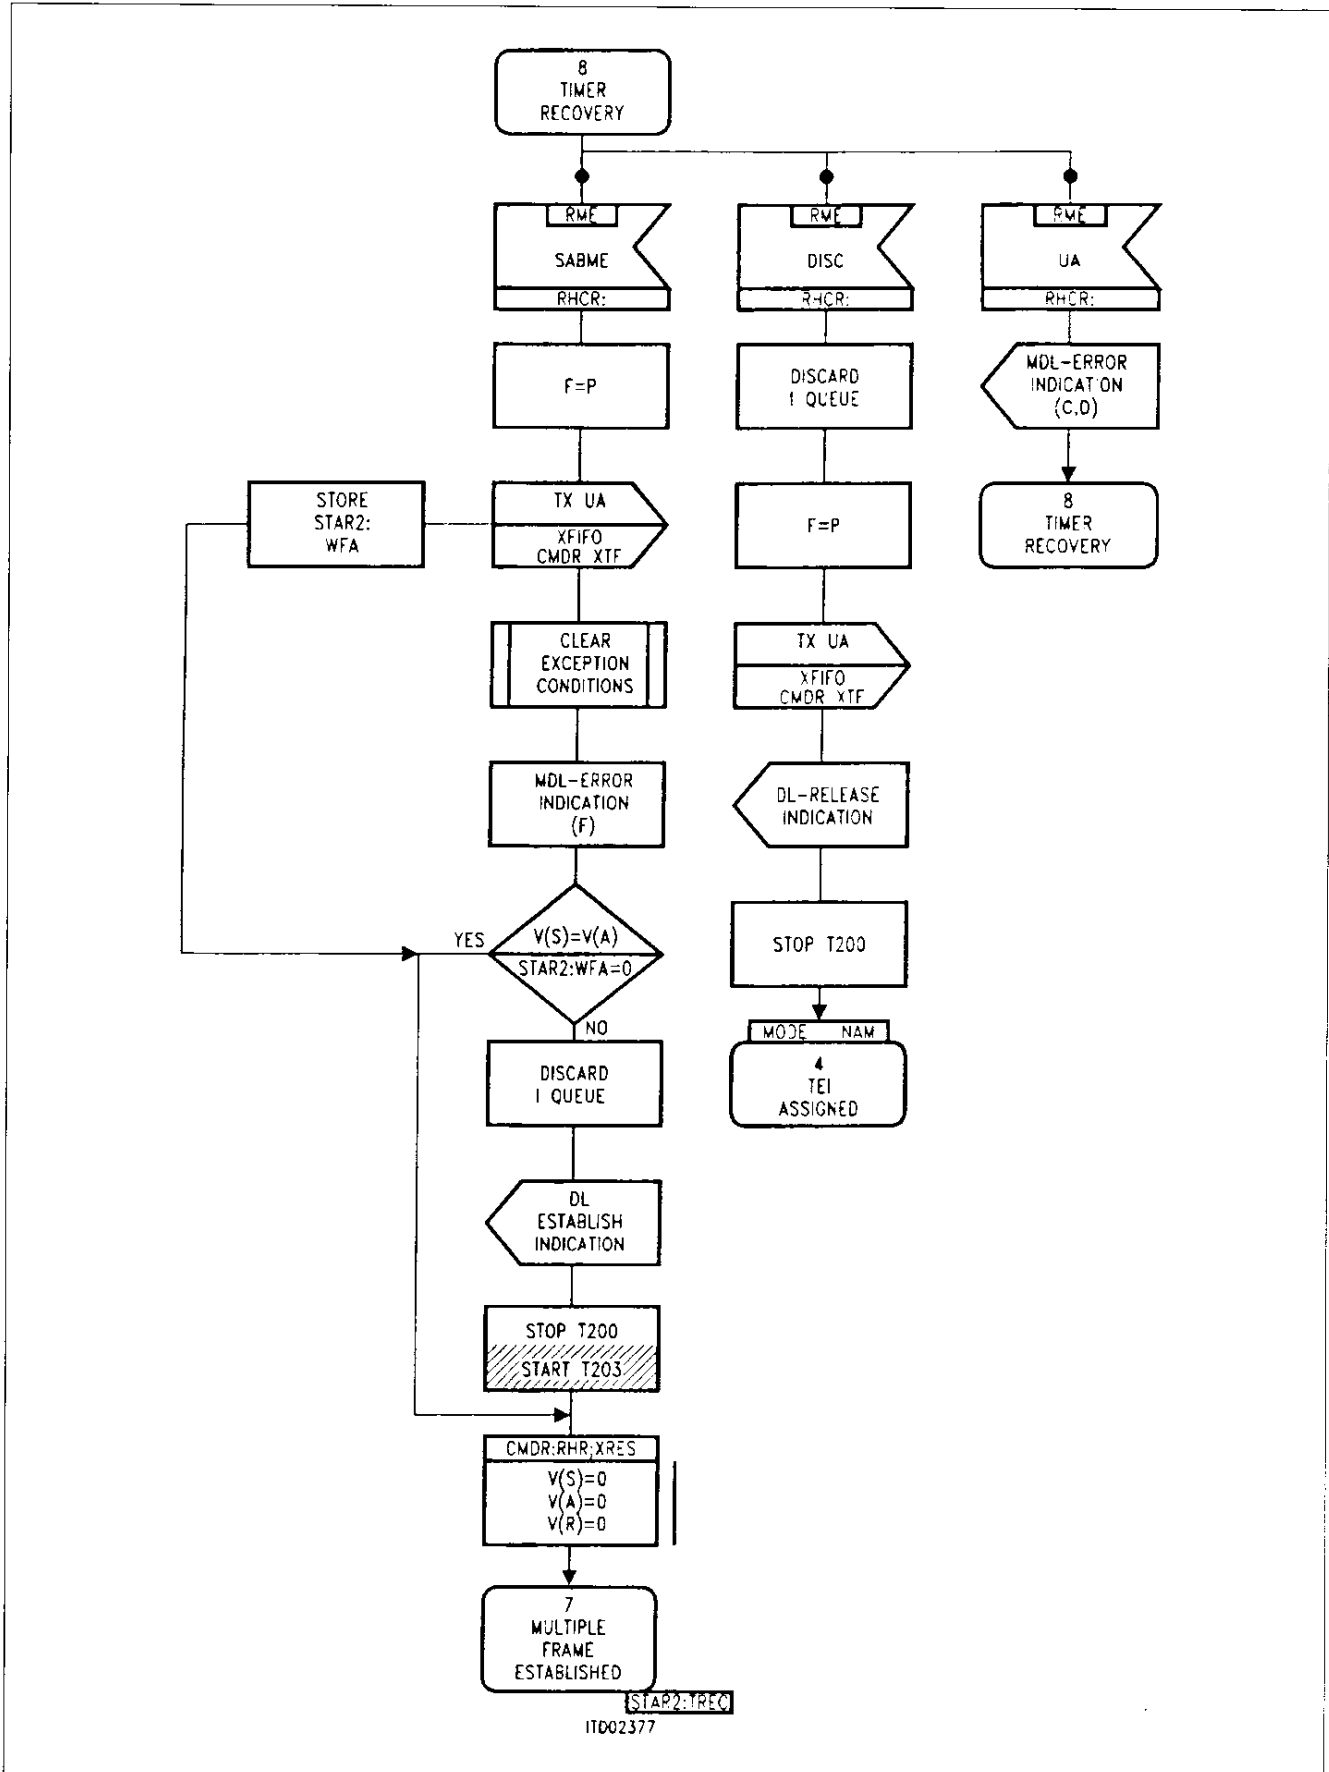 8
TIMER
RECOVERY
RME
SABME
RHCR:
RME
DISC
RHCR:
RME
UA
RHCR:
F=P
DISCARD
I QUEUE
MDL-ERROR
INDICATION
(C,D)
STORE
STAR2:
WFA
TX UA
XFIFO
CMDR XTF
F=P
8
TIMER
RECOVERY
CLEAR
EXCEPTION
CONDITIONS
TX UA
XFIFO
CMDR XTF
MDL-ERROR
INDICATION
(F)
DL-RELEASE
INDICATION
YES
V(S)=V(A)
STAR2:WFA=0
NO
STOP T200
MODE NAM
4
TEI
ASSIGNED
DISCARD
I QUEUE
DL
ESTABLISH
INDICATION
STOP T200
START T203
CMDR:RHR;XRES
V(S)=0
V(A)=0
V(R)=0
7
MULTIPLE
FRAME
ESTABLISHED
STAR2:TREC
ITD02377